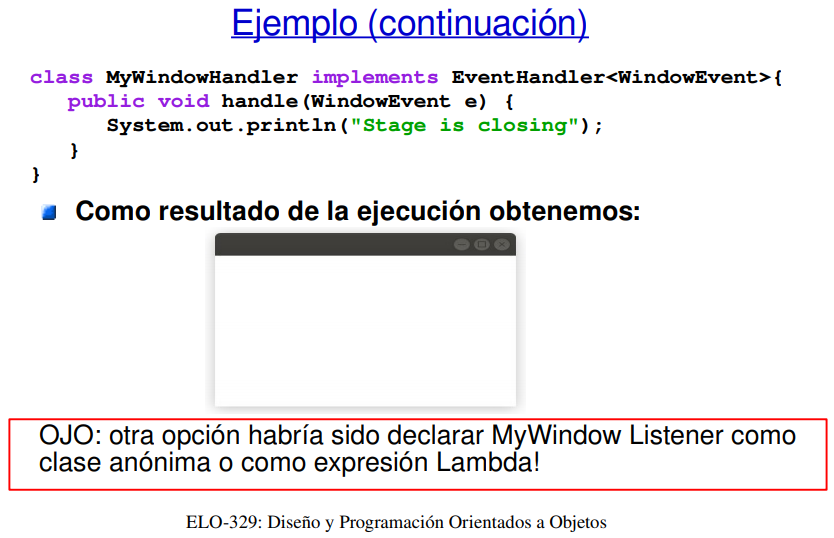 Ejemplo (continuación)
class MyWindowHandler implements EventHandler<WindowEvent>{
public void handle(WindowEvent e) {
System.out.println("Stage is closing");
}
}
Como resultado de la ejecución obtenemos:
OJO: otra opción habría sido declarar MyWindow Listener como
clase anónima o como expresión Lambda!
ELO-329: Diseño y Programación Orientados a Objetos